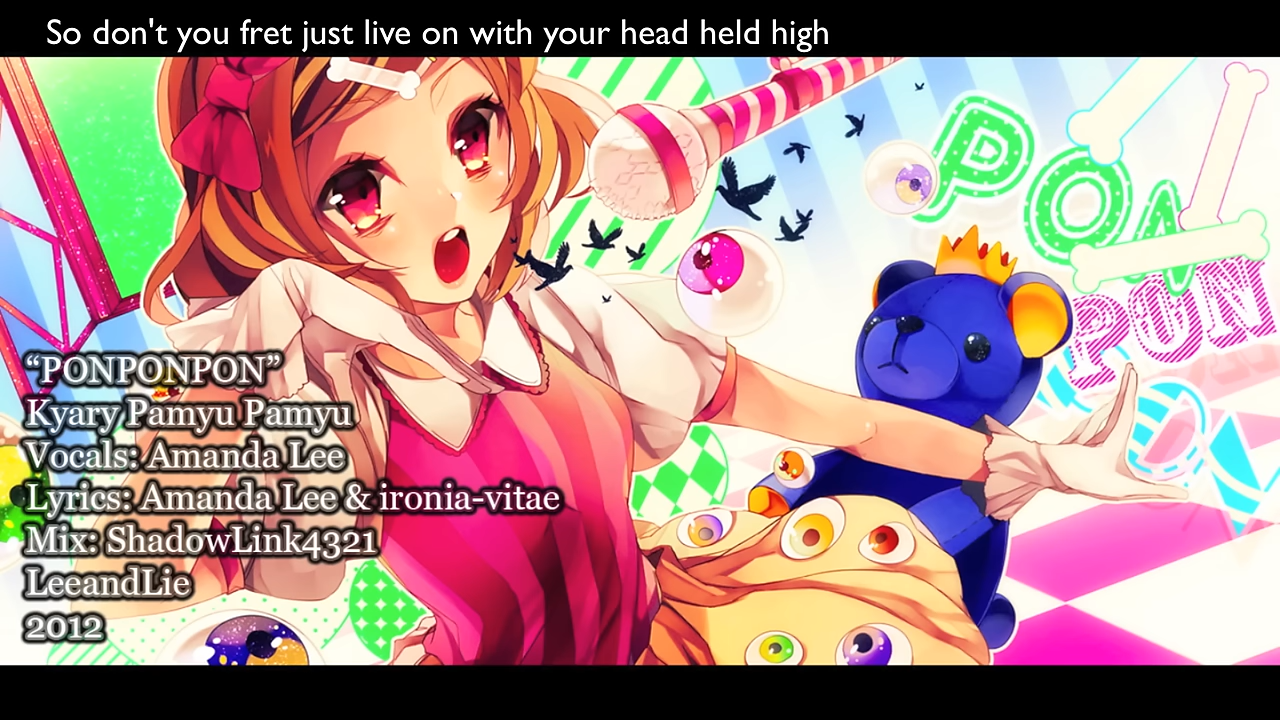 So don't you fret just live on with your head held high
PON
PON
“PONPONPON”
Kyary Pamyu Pamyu
Vocals: Amanda Lee
Lyrics: Amanda Lee & ironia-vitae
Mix: ShadowLink4321
LeeandLie
2012